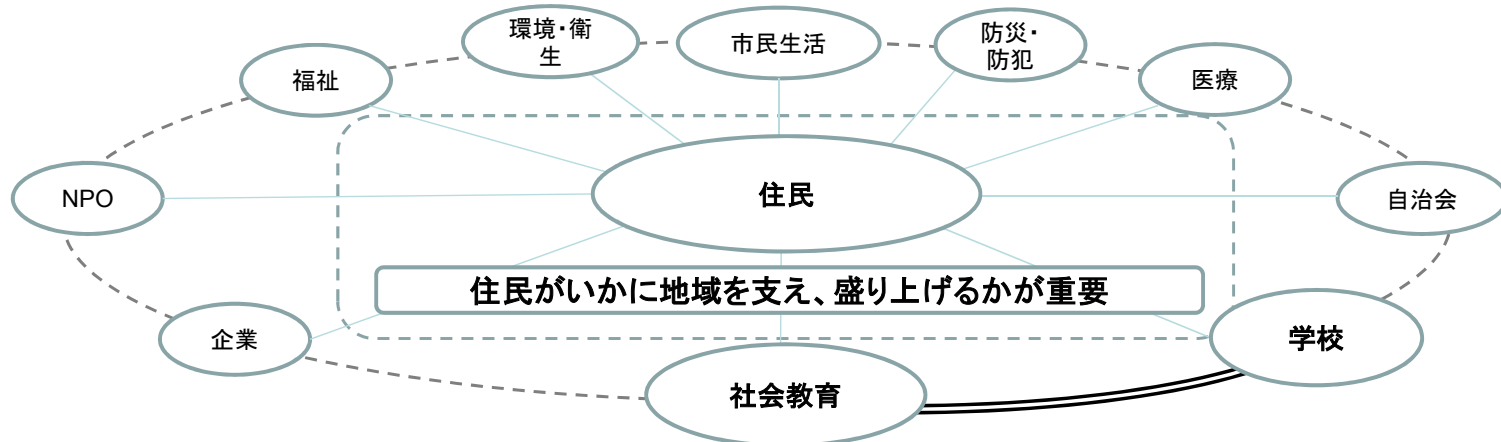 環境・衛
生
市民生活
防災・
防犯
福祉
医療
NPO
住民
自治会
住民がいかに地域を支え、盛り上げるかが重要
企業
学校
社会教育